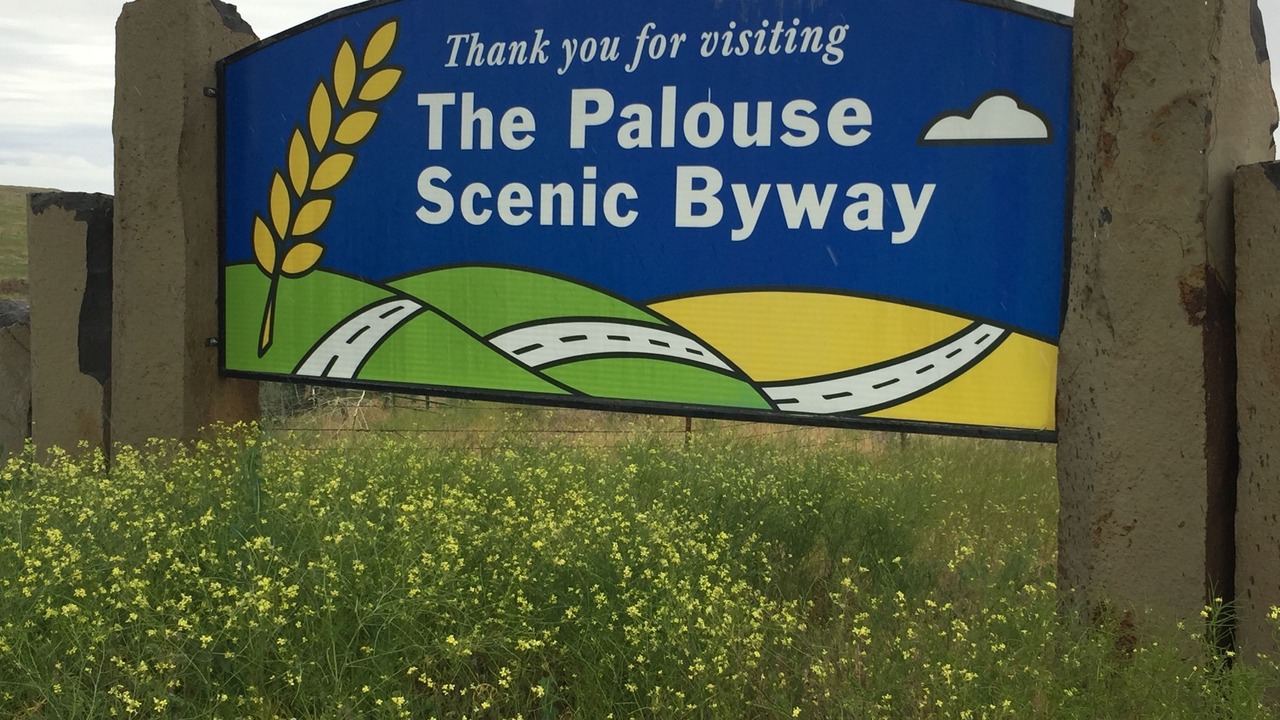 Thank you for visiting
The Palouse
Scenic Byway